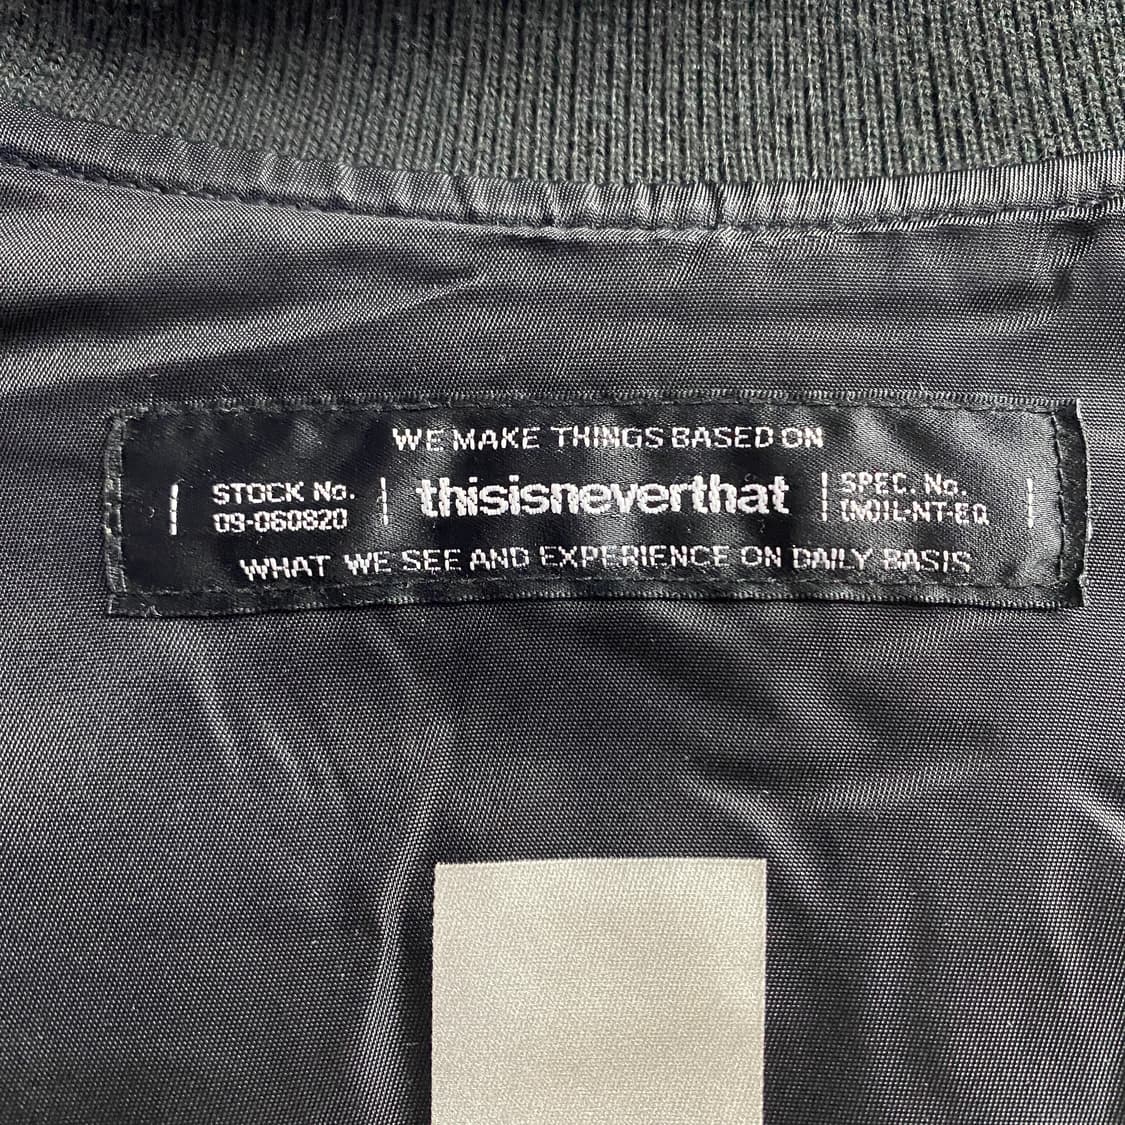 WE MAKE THINGS BASED ON
STOCK No.
09-060820
thisisneverthat
SPEC. No.
(M)IL-NT-EQ
WHAT WE SEE AND EXPERIENCE ON DAILY BASIS